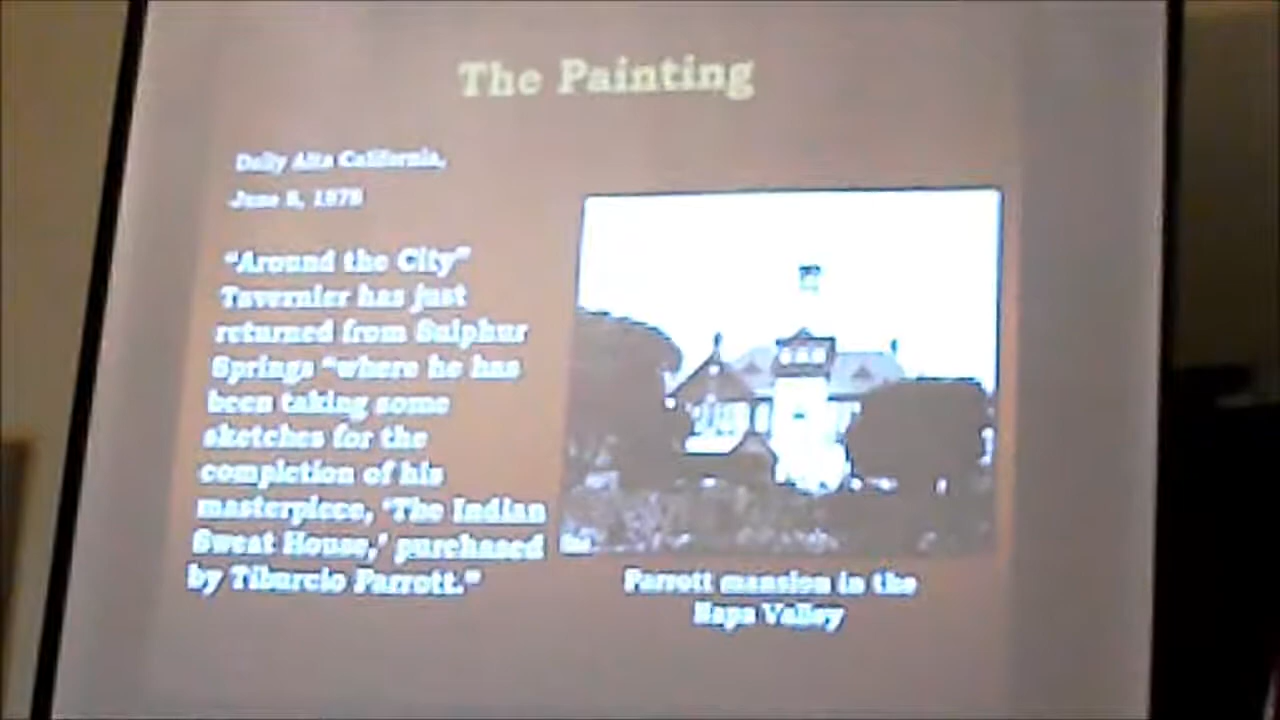 The Painting
Daily Alta California,
June 8, 1878
"Around the City"
Tavernier has just
returned from Sulphur
Springs "where he has
been taking some
sketches for the
completion of his
masterpiece, 'The Indian
Sweat House,' purchased
by Tiburcio Parrott."
Parrott mansion in the
Napa Valley